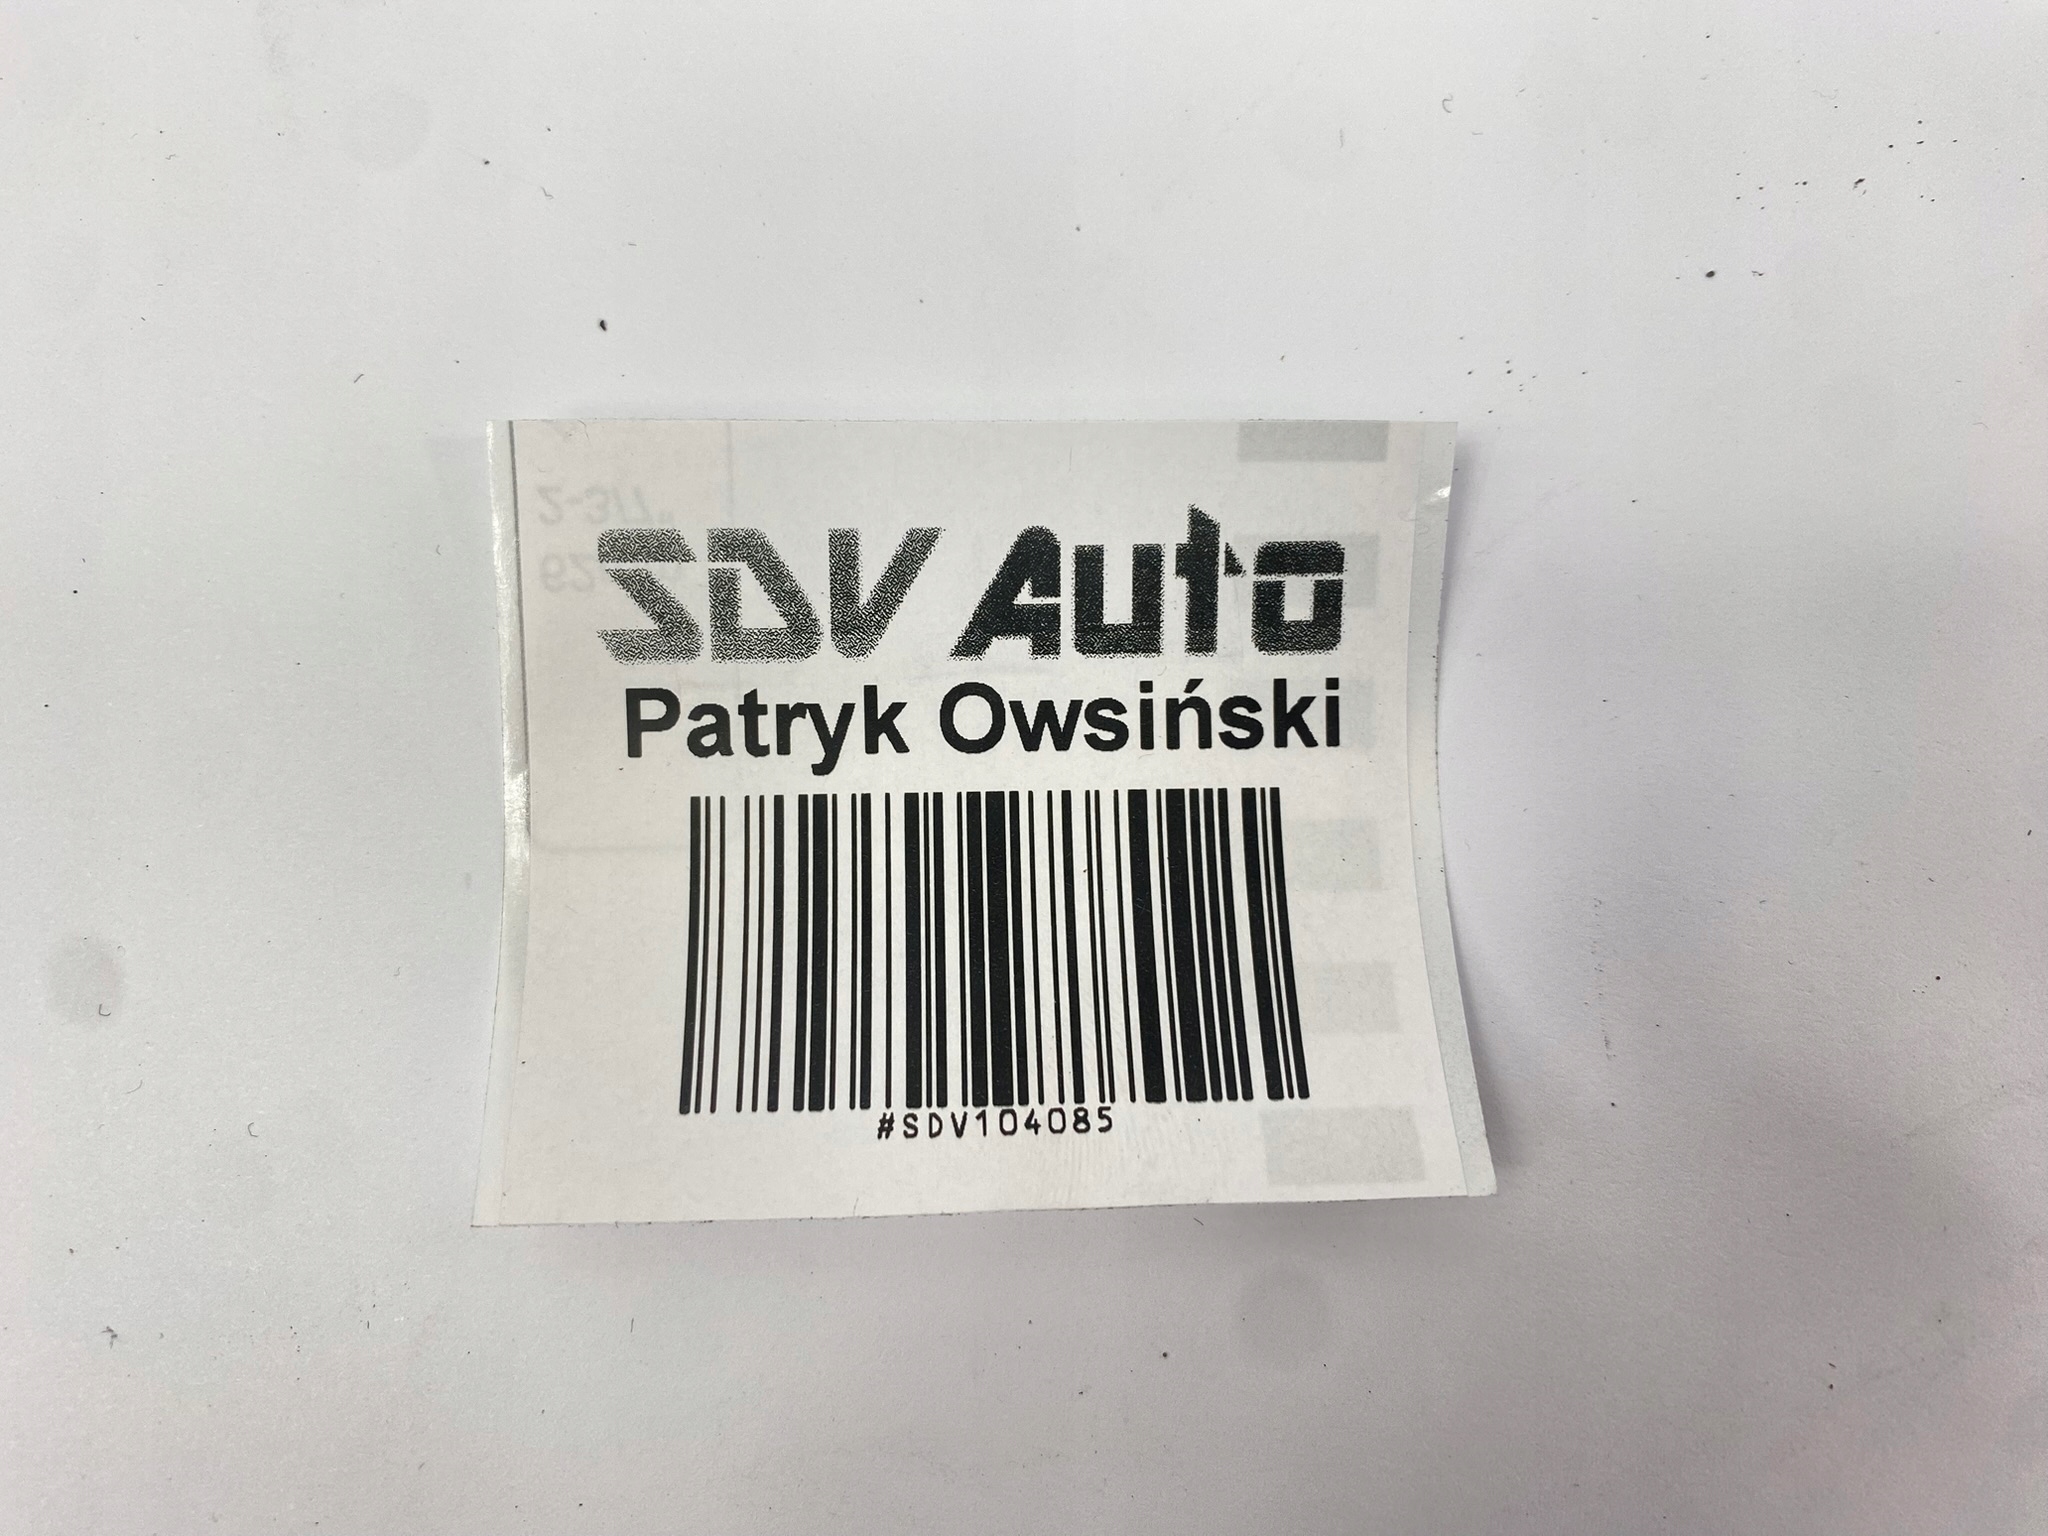 SDV Auto
Patryk Owsiński
#SDV104085